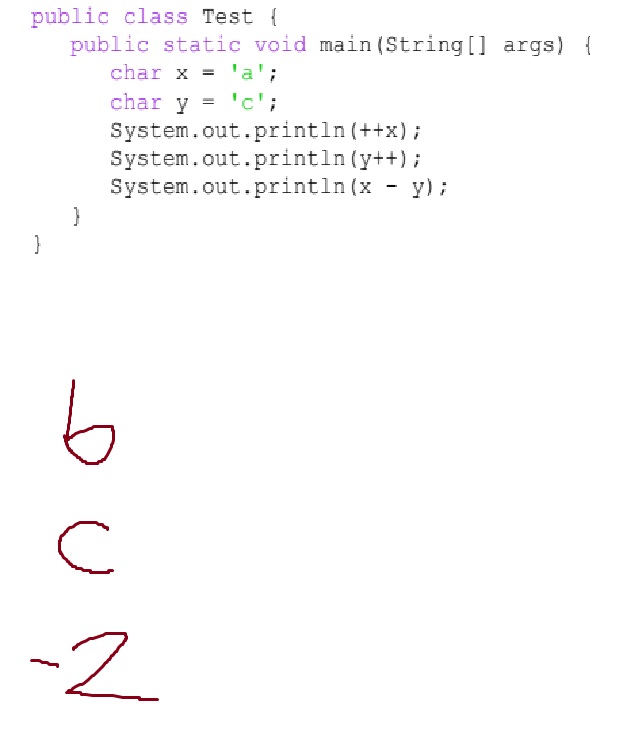 public class Test {
public static void main(String[] args) {
char x = 'a';
char y = 'c';
System.out.println(++x);
System.out.println(y++);
System.out.println(x - y);
}
}
b
c
-2